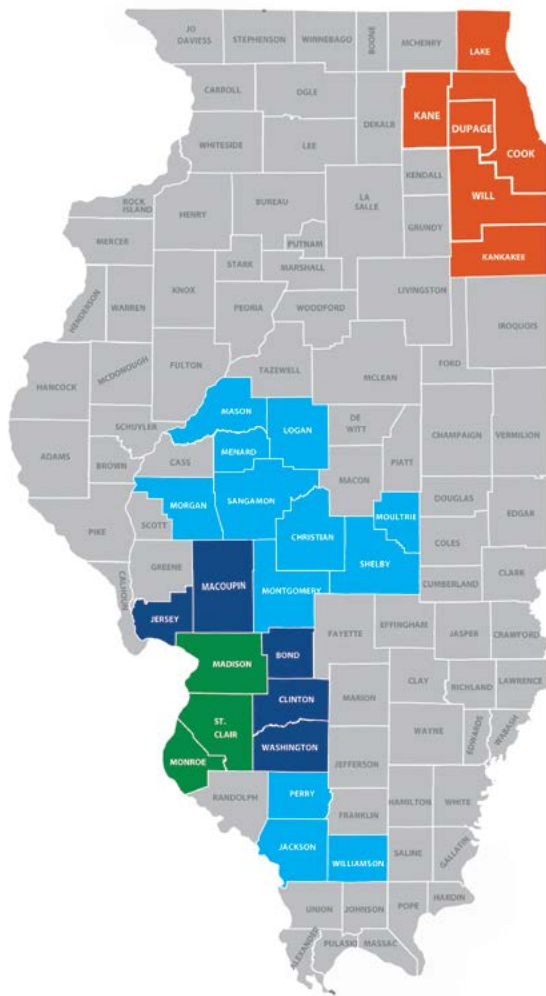 JO
DAVIESS
STEPHENSON
WINNEBAGO
BOONE
MCHENRY
LAKE
CARROLL
OGLE
DEKALB
KANE
DUPAGE
COOK
WHITESIDE
LEE
KENDALL
WILL
ROCK
ISLAND
HENRY
BUREAU
LA
SALLE
GRUNDY
MERCER
PUTNAM
KANKAKEE
STARK
MARSHALL
HENDERSON
WARREN
KNOX
PEORIA
WOODFORD
LIVINGSTON
IROQUOIS
FORD
HANCOCK
MCDONOUGH
FULTON
TAZEWELL
MCLEAN
MASON
LOGAN
DE
WITT
CHAMPAIGN
VERMILION
SCHUYLER
ADAMS
BROWN
CASS
MENARD
PIATT
MACON
MORGAN
SANGAMON
MOULTRIE
DOUGLAS
EDGAR
PIKE
SCOTT
CHRISTIAN
COLES
SHELBY
GREENE
CALHOUN
MACOUPIN
MONTGOMERY
CUMBERLAND
CLARK
JERSEY
FAYETTE
EFFINGHAM
JASPER
CRAWFORD
MADISON
BOND
CLAY
RICHLAND
LAWRENCE
CLINTON
MARION
ST.
CLAIR
WAYNE
EDWARDS
WABASH
MONROE
WASHINGTON
JEFFERSON
RANDOLPH
PERRY
FRANKLIN
HAMILTON
WHITE
JACKSON
WILLIAMSON
SALINE
GALLATIN
UNION
JOHNSON
POPE
HARDIN
ALEXANDER
PULASKI
MASSAC